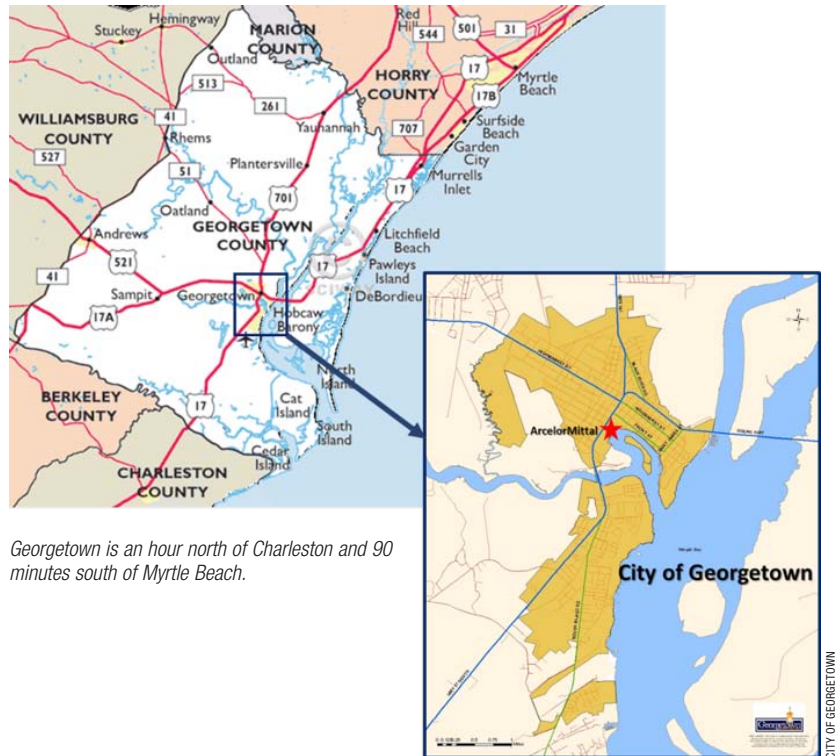 Hemingway
Stuckey
MARION
COUNTY
Red
Hill
544
501
31
Outland
513
HORRY
COUNTY
17
Myrtle
Beach
261
17B
WILLIAMSBURG
COUNTY
41
Yauhannah
Surfside
Beach
Rhems
707
Garden
City
527
Plantersville
51
Murrells
Inlet
17
701
Oatland
GEORGETOWN
COUNTY
Litchfield
Beach
Andrews
521
17
Pawleys
Island
41
Sampit
Georgetown
DeBordieu
17A
Hobcaw
Barony
North
Island
BERKELEY
COUNTY
17
Cat
Island
South
Island
Cedar
Island
CHARLESTON
COUNTY
ArcelorMittal
City of Georgetown
Georgetown
Georgetown is an hour north of Charleston and 90
minutes south of Myrtle Beach.
CITY OF GEORGETOWN